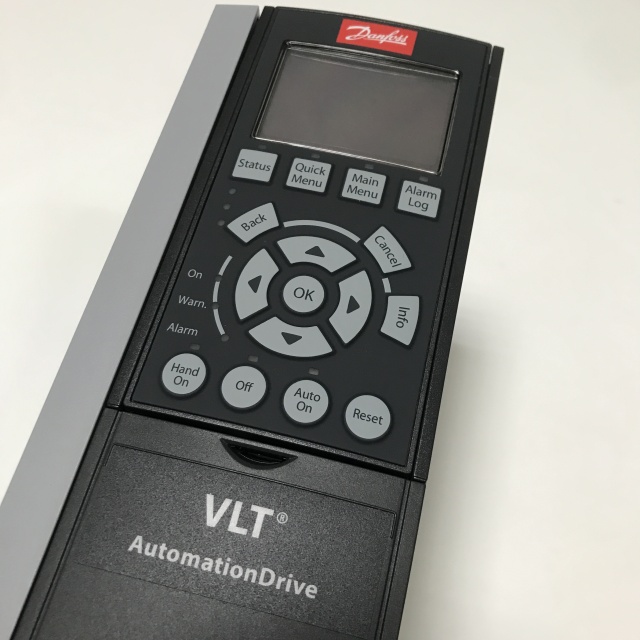 Danfoss
Status
Quick
Menu
Main
Menu
Alarm
Log
Back
Cancel
On
OK
Info
Warn.
Alarm
Hand
On
Off
Auto
On
Reset
VLT®
AutomationDrive